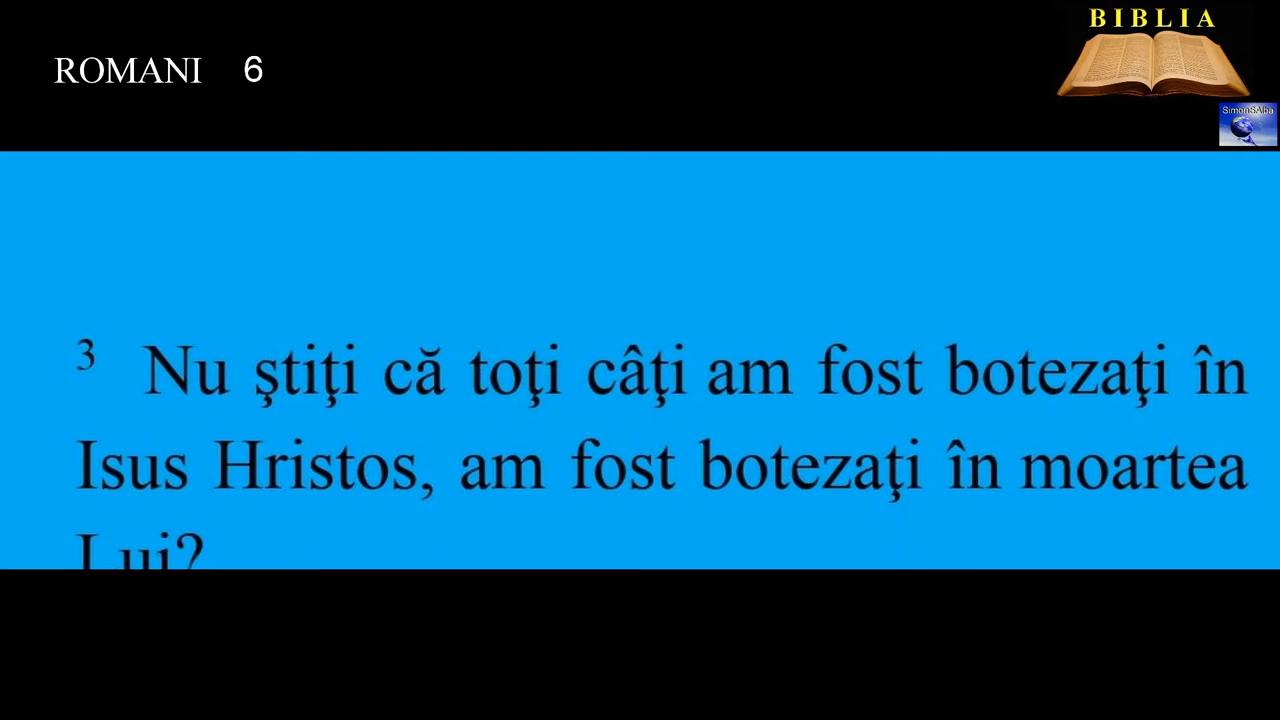 BIBLIA
ROMANI 6
SimonSAlba
3 Nu ştiţi că toţi câţi am fost botezaţi în
Isus Hristos, am fost botezaţi în moartea
Lui?